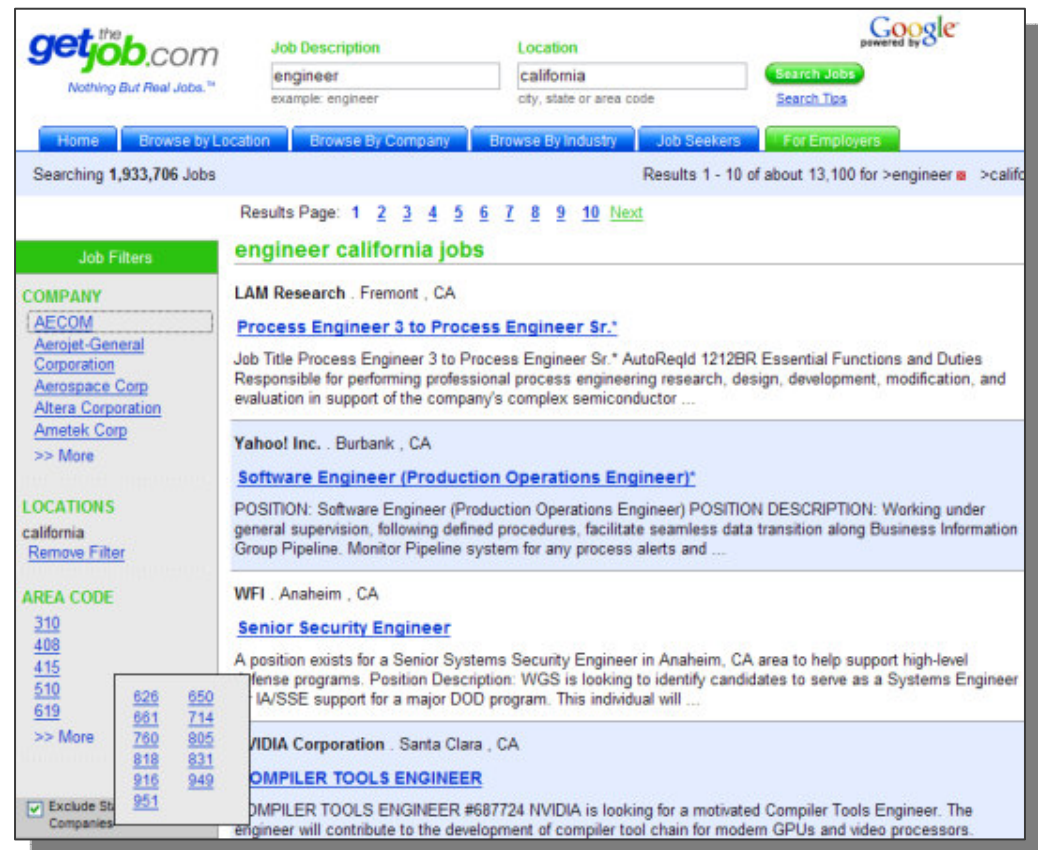 getthejob.com
Nothing But Real Jobs.™
Job Description
engineer
example: engineer
Location
california
city, state or area code
Google
powered by
Search Jobs
Search Tips
Home Browse by Location Browse By Company Browse By Industry Job Seekers For Employers
Searching 1,933,706 Jobs
Results 1 - 10 of about 13,100 for >engineer >califo
Results Page: 1 2 3 4 5 6 7 8 9 10 Next
Job Filters
COMPANY
AECOM
Aerojet-General
Corporation
Aerospace Corp
Altera Corporation
Ametek Corp
>> More
LOCATIONS
california
Remove Filter
AREA CODE
310
408
415
510
619
>> More
626 650
661 714
760 805
818 831
916 949
951
Exclude Sta
Companies
engineer california jobs
LAM Research . Fremont , CA
Process Engineer 3 to Process Engineer Sr.*
Job Title Process Engineer 3 to Process Engineer Sr.* AutoReqId 1212BR Essential Functions and Duties
Responsible for performing professional process engineering research, design, development, modification, and
evaluation in support of the company's complex semiconductor ...
Yahoo! Inc. . Burbank , CA
Software Engineer (Production Operations Engineer)*
POSITION: Software Engineer (Production Operations Engineer) POSITION DESCRIPTION: Working under
general supervision, following defined procedures, facilitate seamless data transition along Business Information
Group Pipeline. Monitor Pipeline system for any process alerts and ....
WFI . Anaheim , CA
Senior Security Engineer
A position exists for a Senior Systems Security Engineer in Anaheim, CA area to help support high-level
efense programs. Position Description: WGS is looking to identify candidates to serve as a Systems Engineer
IA/SSE support for a major DOD program. This individual will ...
VIDIA Corporation . Santa Clara , CA
OMPILER TOOLS ENGINEER
OMPILER TOOLS ENGINEER #687724 NVIDIA is looking for a motivated Compiler Tools Engineer. The
engineer will contribute to the development of compiler tool chain for modern GPUs and video processors.